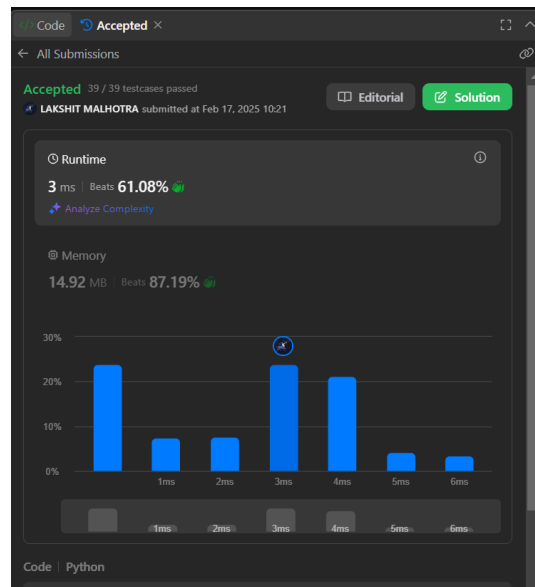 </> Code Accepted ×
← All Submissions
Accepted 39 / 39 testcases passed
LAKSHIT MALHOTRA submitted at Feb 17, 2025 10:21
Editorial
Solution
Runtime
3 ms | Beats 61.08%
Analyze Complexity
Memory
14.92 MB | Beats 87.19%
30%
20%
10%
0%
1ms 2ms 3ms 4ms 5ms 6ms
1ms 2ms 3ms 4ms 5ms 6ms
Code | Python